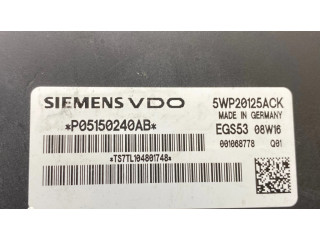 SIEMENS VDO
5WP20125ACK
MADE IN GERMANY
*P05150240AB*
EGS53 08W16
001068778 Q01
*TS7TL104801748*